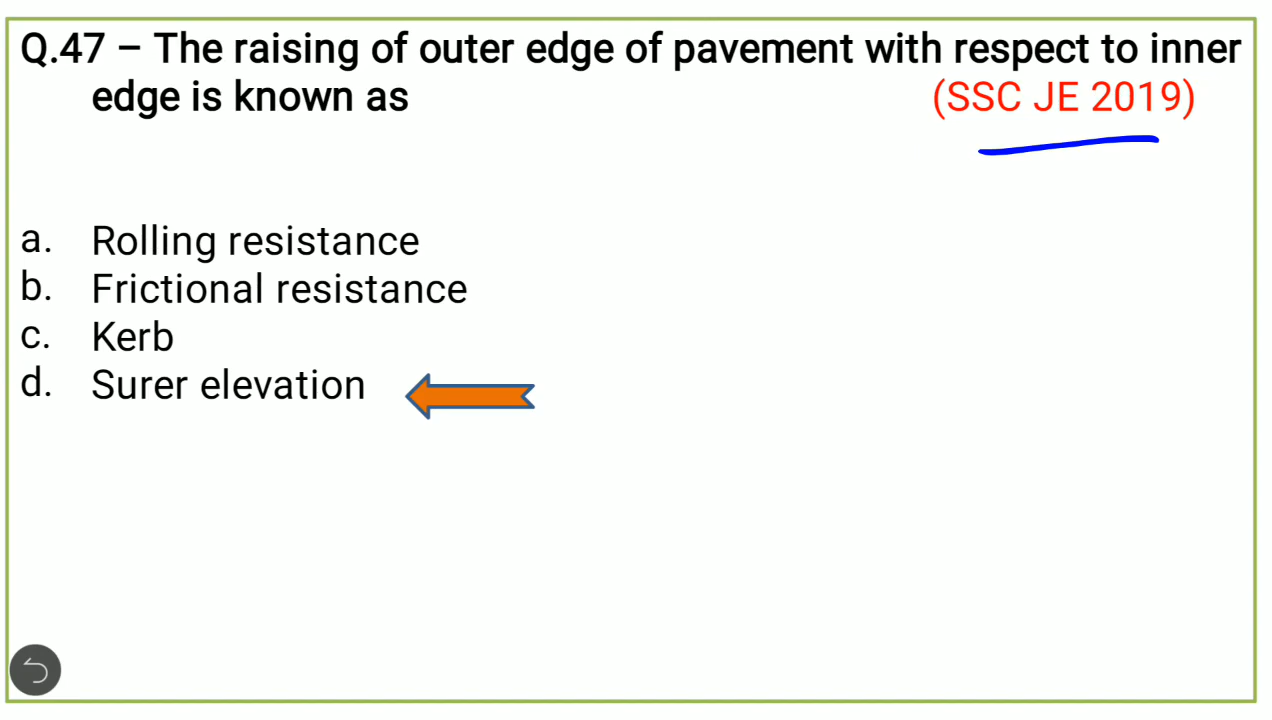 Q.47 – The raising of outer edge of pavement with respect to inner
edge is known as (SSC JE 2019)
a. Rolling resistance
b. Frictional resistance
c. Kerb
d. Surer elevation